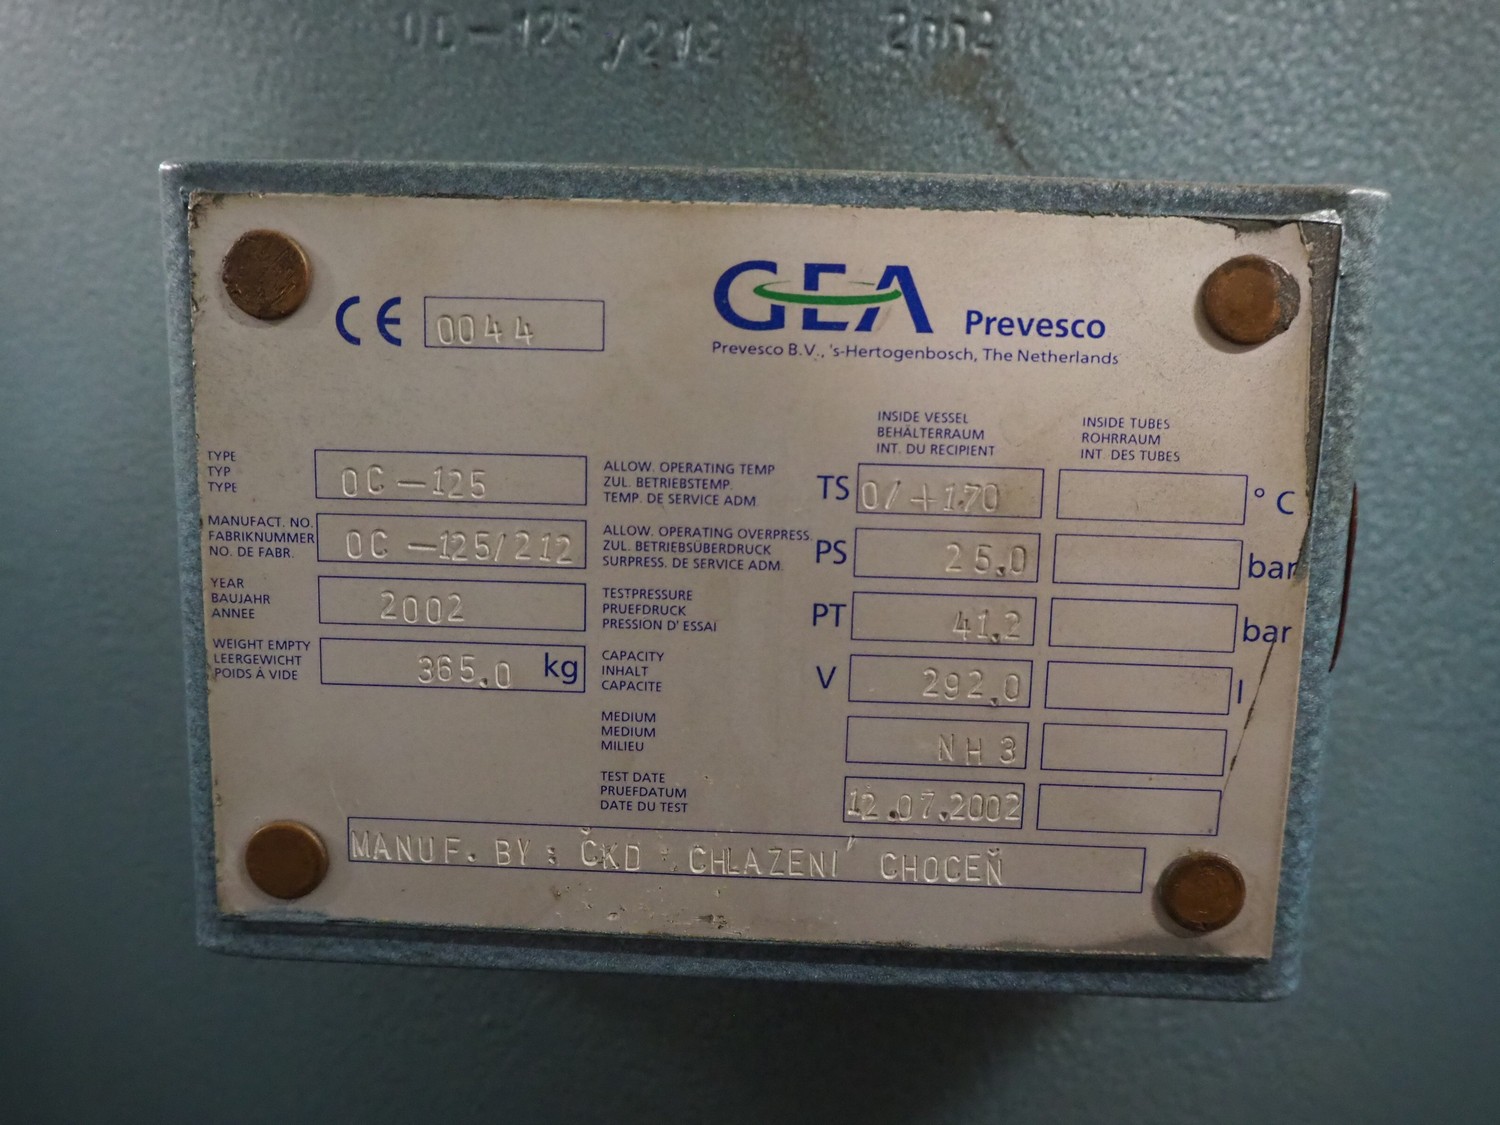 OC-125/212 2002
CE 0044
GEA Prevesco
Prevesco B.V., 's-Hertogenbosch, The Netherlands
INSIDE VESSEL
BEHÄLTERRAUM
INT. DU RECIPIENT
INSIDE TUBES
ROHRRAUM
INT. DES TUBES
TYPE
TYP
TYPE
OC-125
MANUFACT. NO.
FABRIKNUMMER
NO. DE FABR.
OC-125/212
YEAR
BAUJAHR
ANNEE
2002
WEIGHT EMPTY
LEERGEWICHT
POIDS À VIDE
365.0 kg
ALLOW. OPERATING TEMP
ZUL. BETRIEBSTEMP.
TEMP. DE SERVICE ADM
TS 0/+170 °C
ALLOW. OPERATING OVERPRESS.
ZUL. BETRIEBSÜBERDRUCK
SURPRESS. DE SERVICE ADM.
PS 25.0 bar
TESTPRESSURE
PRUEFDRUCK
PRESSION D' ESSAI
PT 41.2 bar
CAPACITY
INHALT
CAPACITE
V 292.0 l
MEDIUM
MEDIUM
MILIEU
NH3
TEST DATE
PRUEFDATUM
DATE DU TEST
12.07.2002
MANUF. BY: ČKD CHLAZENÍ CHOCEŇ